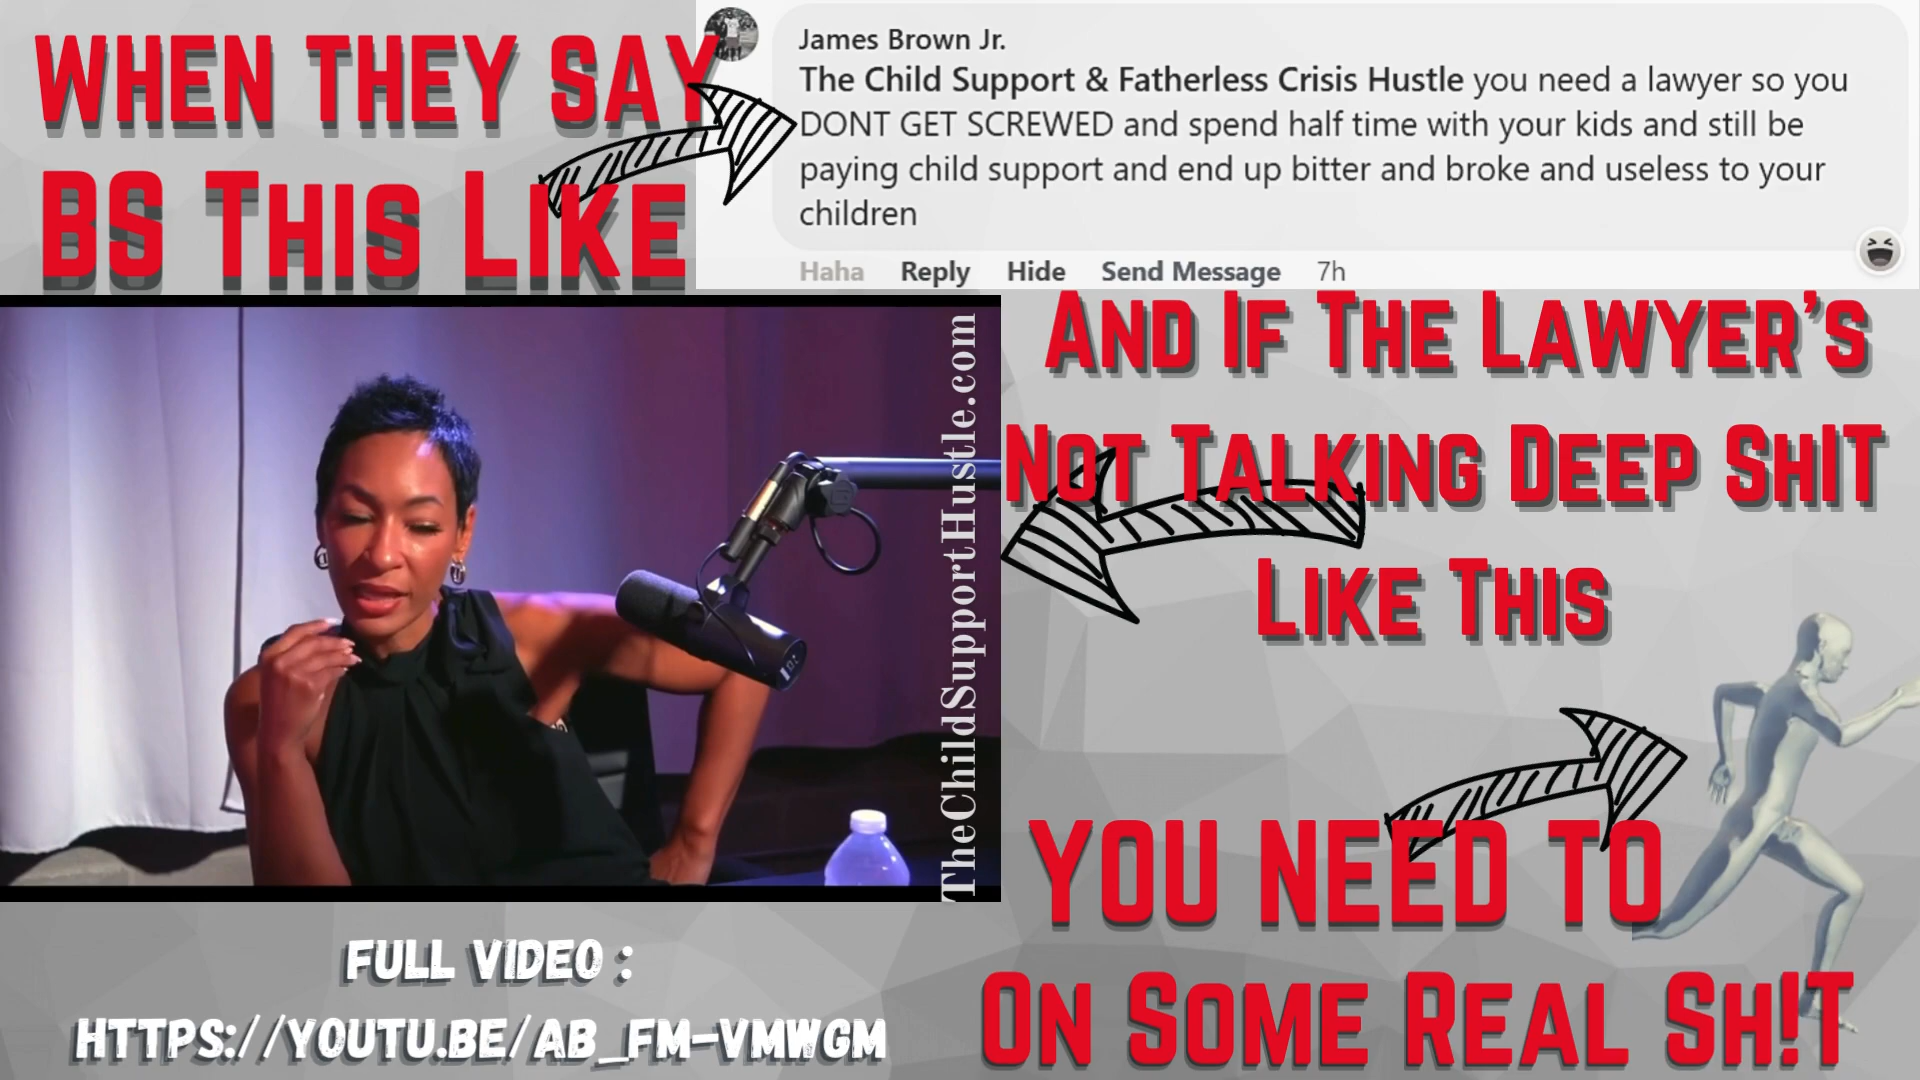 WHEN THEY SAY
BS THIS LIKE
James Brown Jr.
The Child Support & Fatherless Crisis Hustle you need a lawyer so you
DONT GET SCREWED and spend half time with your kids and still be
paying child support and end up bitter and broke and useless to your
children
Haha Reply Hide Send Message 7h
AND IF THE LAWYER'S
NOT TALKING DEEP SHIT
LIKE THIS
TheChildSupportHustle.com
YOU NEED TO
ON SOME REAL SH!T
FULL VIDEO :
HTTPS://YOUTU.BE/AB_FM-VMWGM